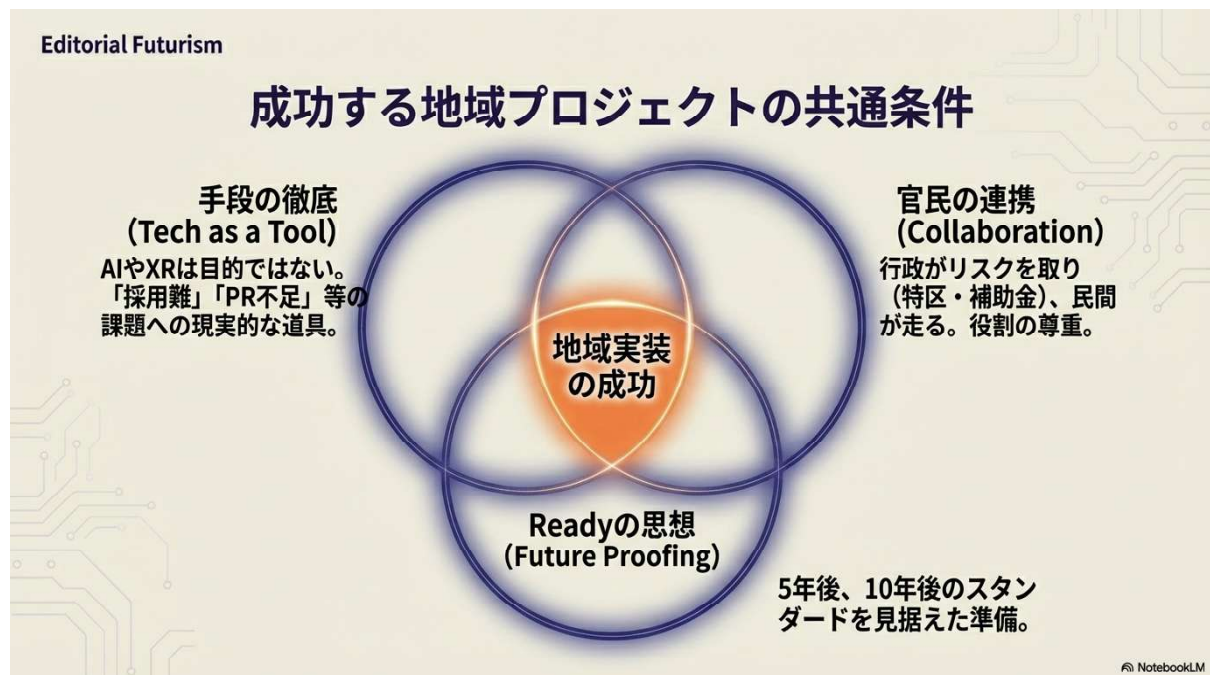 Editorial Futurism
成功する地域プロジェクトの共通条件
手段の徹底
(Tech as a Tool)
AIやXRは目的ではない。
「採用難」「PR不足」等の
課題への現実的な道具。
官民の連携
(Collaboration)
行政がリスクを取り
(特区・補助金)、民間
が走る。役割の尊重。
地域実装
の成功
Readyの思想
(Future Proofing)
5年後、10年後のスタン
ダードを見据えた準備。
NotebookLM